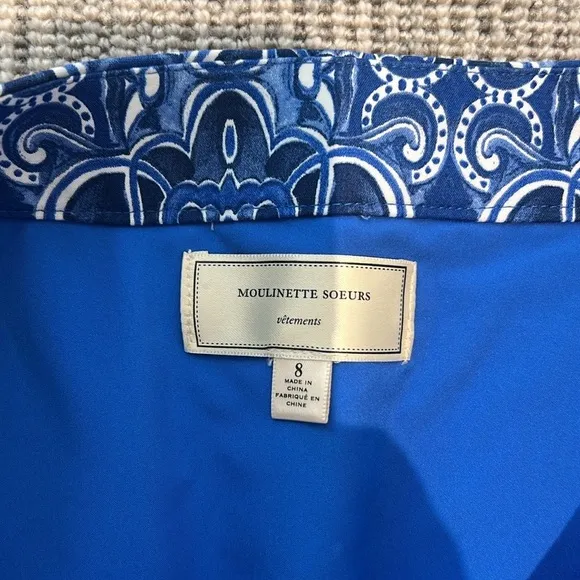 MOULINETTE SOEURS
vêtements
8
MADE IN
CHINA
FABRIQUÉ EN
CHINE